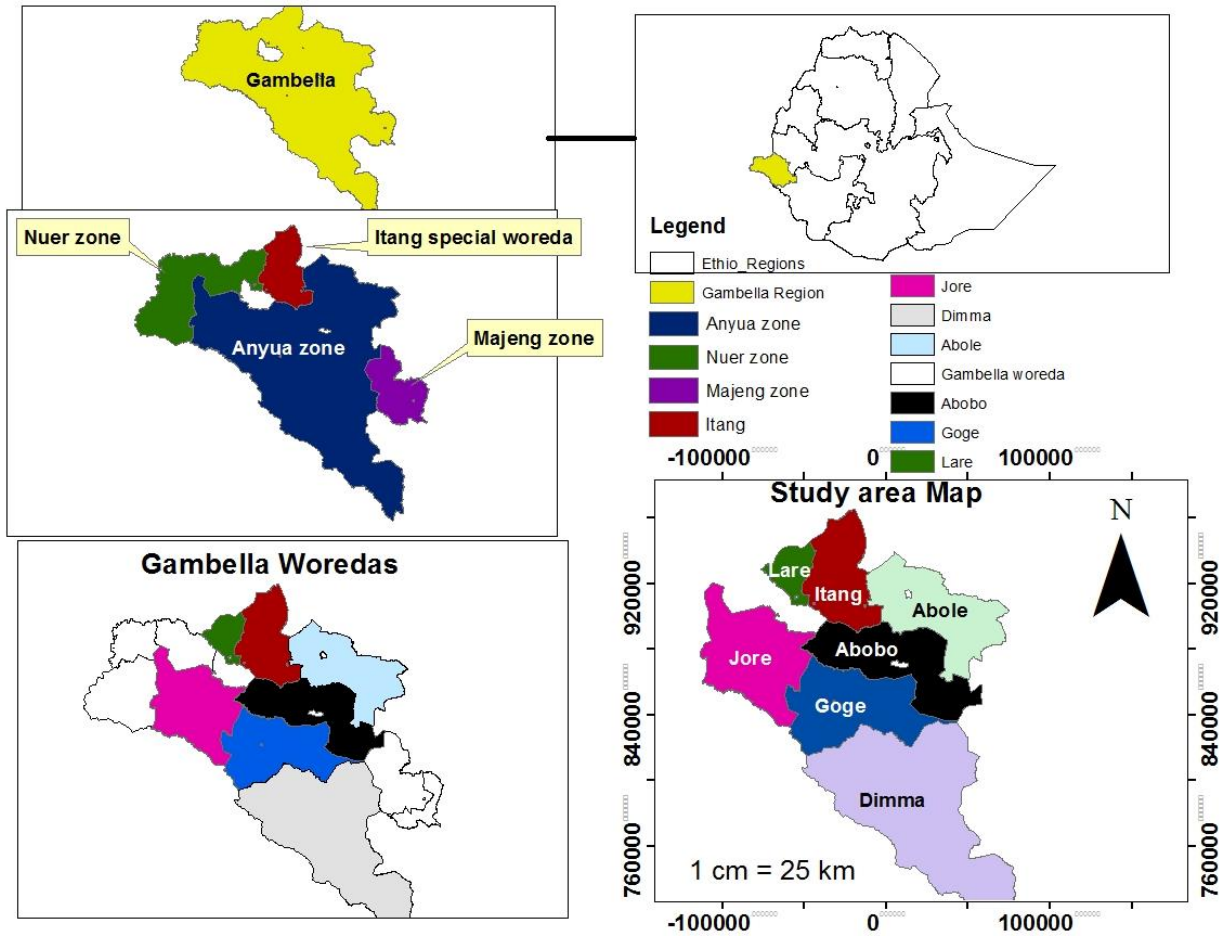 Gambella
Nuer zone
Itang special woreda
Anyua zone
Majeng zone
Legend
Ethio_Regions
Gambella Region
Anyua zone
Nuer zone
Majeng zone
Itang
Jore
Dimma
Abole
Gambella woreda
Abobo
Goge
Lare
Gambella Woredas
-100000
0
100000
Study area Map
N
Lare
Itang
Abole
Abobo
Jore
Goge
Dimma
1 cm = 25 km
920000
840000
760000
920000
840000
760000
-100000
0
100000